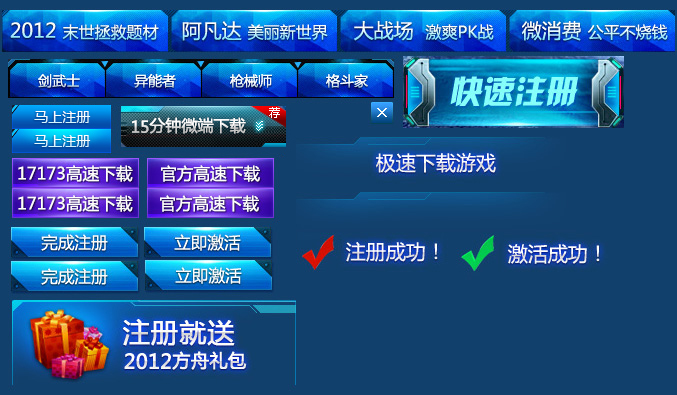 2012 末世拯救题材
阿凡达 美丽新世界
大战场 激爽PK战
微消费 公平不烧钱
剑武士
异能者
枪械师
格斗家
快速注册
马上注册
马上注册
15分钟微端下载
荐
极速下载游戏
17173高速下载
官方高速下载
17173高速下载
官方高速下载
完成注册
立即激活
完成注册
立即激活
注册成功！
激活成功！
注册就送
2012方舟礼包